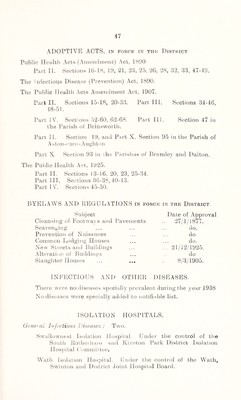 47
ADOPTIVE ACTS, IN FORCE IN THE DISTRICT
Public Health Acts (Amendment) Act, 1890
Part II. Sections 16-18, 19, 21, 23, 25, 26, 28, 32, 33, 47-49.
The Infectious Disease (Prevention) Act, 1890.
The Public Health Acts Amendment Act, 1907.
Part II. Sections 15-18, 20-33. Part III. Sections 34-46, 48-51.
Part IV. Sections 52-60, 62-68. Part III. Section 47 in the Parish of Brinsworth.
Part II. Section 19, and Part X. Section 95 in the Parish of Aston-cum-Aughton
Part X Section 93 in the Parishes of Bramley and Dalton.
The Public Health Act, 1925.
Part II. Sections 13-16, 20, 23, 25-34.
Part III. Sections 36-38, 40-43.
Part IV. Sections 45-50.
BYELAWS AND REGULATIONS IN FORCE IN THE DISTRICT
Subject Date of Approval
Cleansing of Footways and Pavements 27/1/1877.
Scavenging ... ... ... do.
Prevention of Nuisances ... ... do.
Common Lodging Houses ... ... do.
New Streets and Buildings ... 21/12/1925.
Alteration of Buildings ... ... do
Slaughter Houses ... ... ... 8/3/1905.
INFECTIOUS AND OTHER DISEASES.
There were no diseases specially prevalent during the year 1938
No diseases were specially added to notifiable list.
ISOLATION HOSPITALS.
General Infectious Diseases: Two.
Swallownest Isolation Hospital. Under the control of the South Rotherham and Kiveton Park District Isolation Hospital Committee.
Wath Isolation Hospital. Under the control of the Wath, Swinton and District Joint Hospital Board.